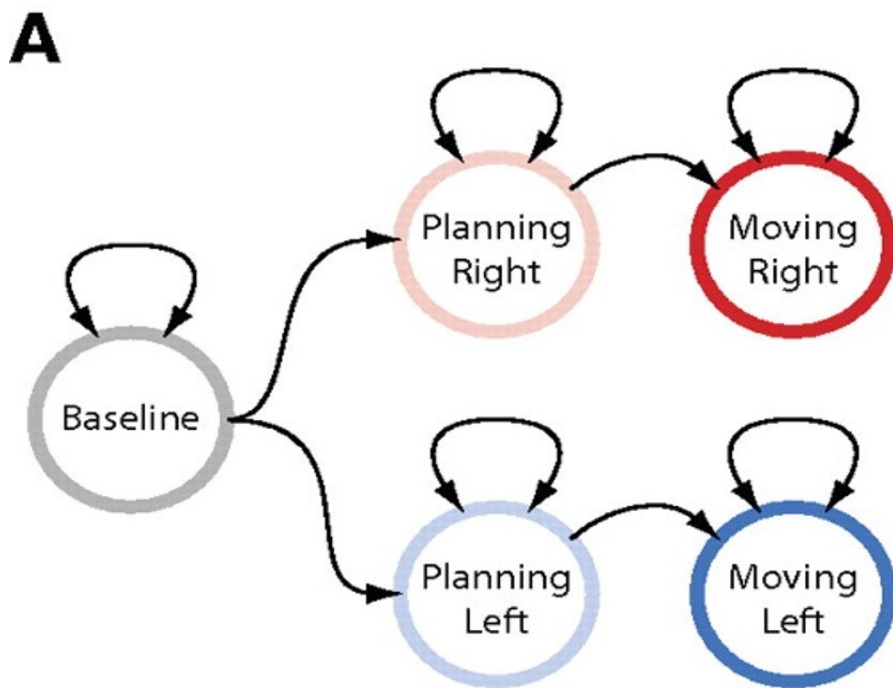 A
Planning
Right
Moving
Right
Baseline
Planning
Left
Moving
Left